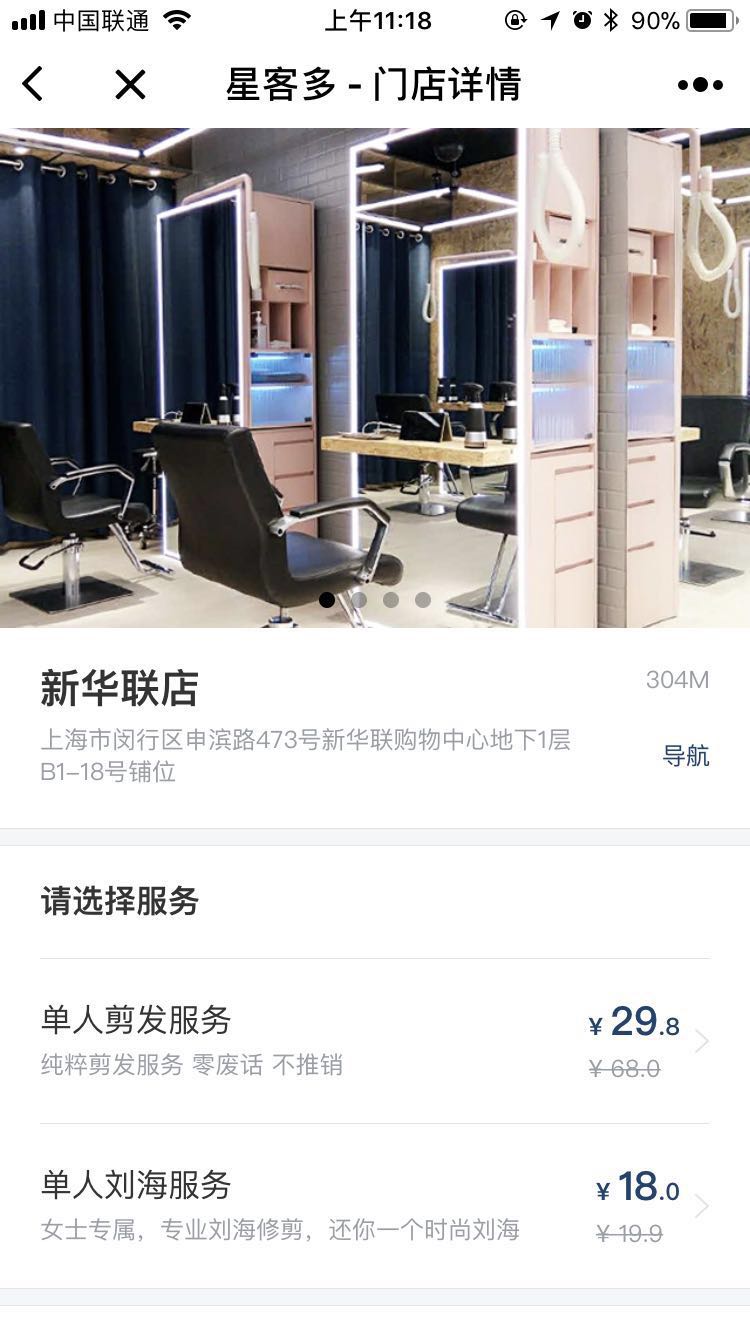 中国联通
上午11:18
90%
星客多 - 门店详情
新华联店
304M
上海市闵行区申滨路473号新华联购物中心地下1层
B1-18号铺位
导航
请选择服务
单人剪发服务
¥ 29.8
纯粹剪发服务 零废话 不推销
¥ 68.0
单人刘海服务
¥ 18.0
女士专属，专业刘海修剪，还你一个时尚刘海
¥ 19.9